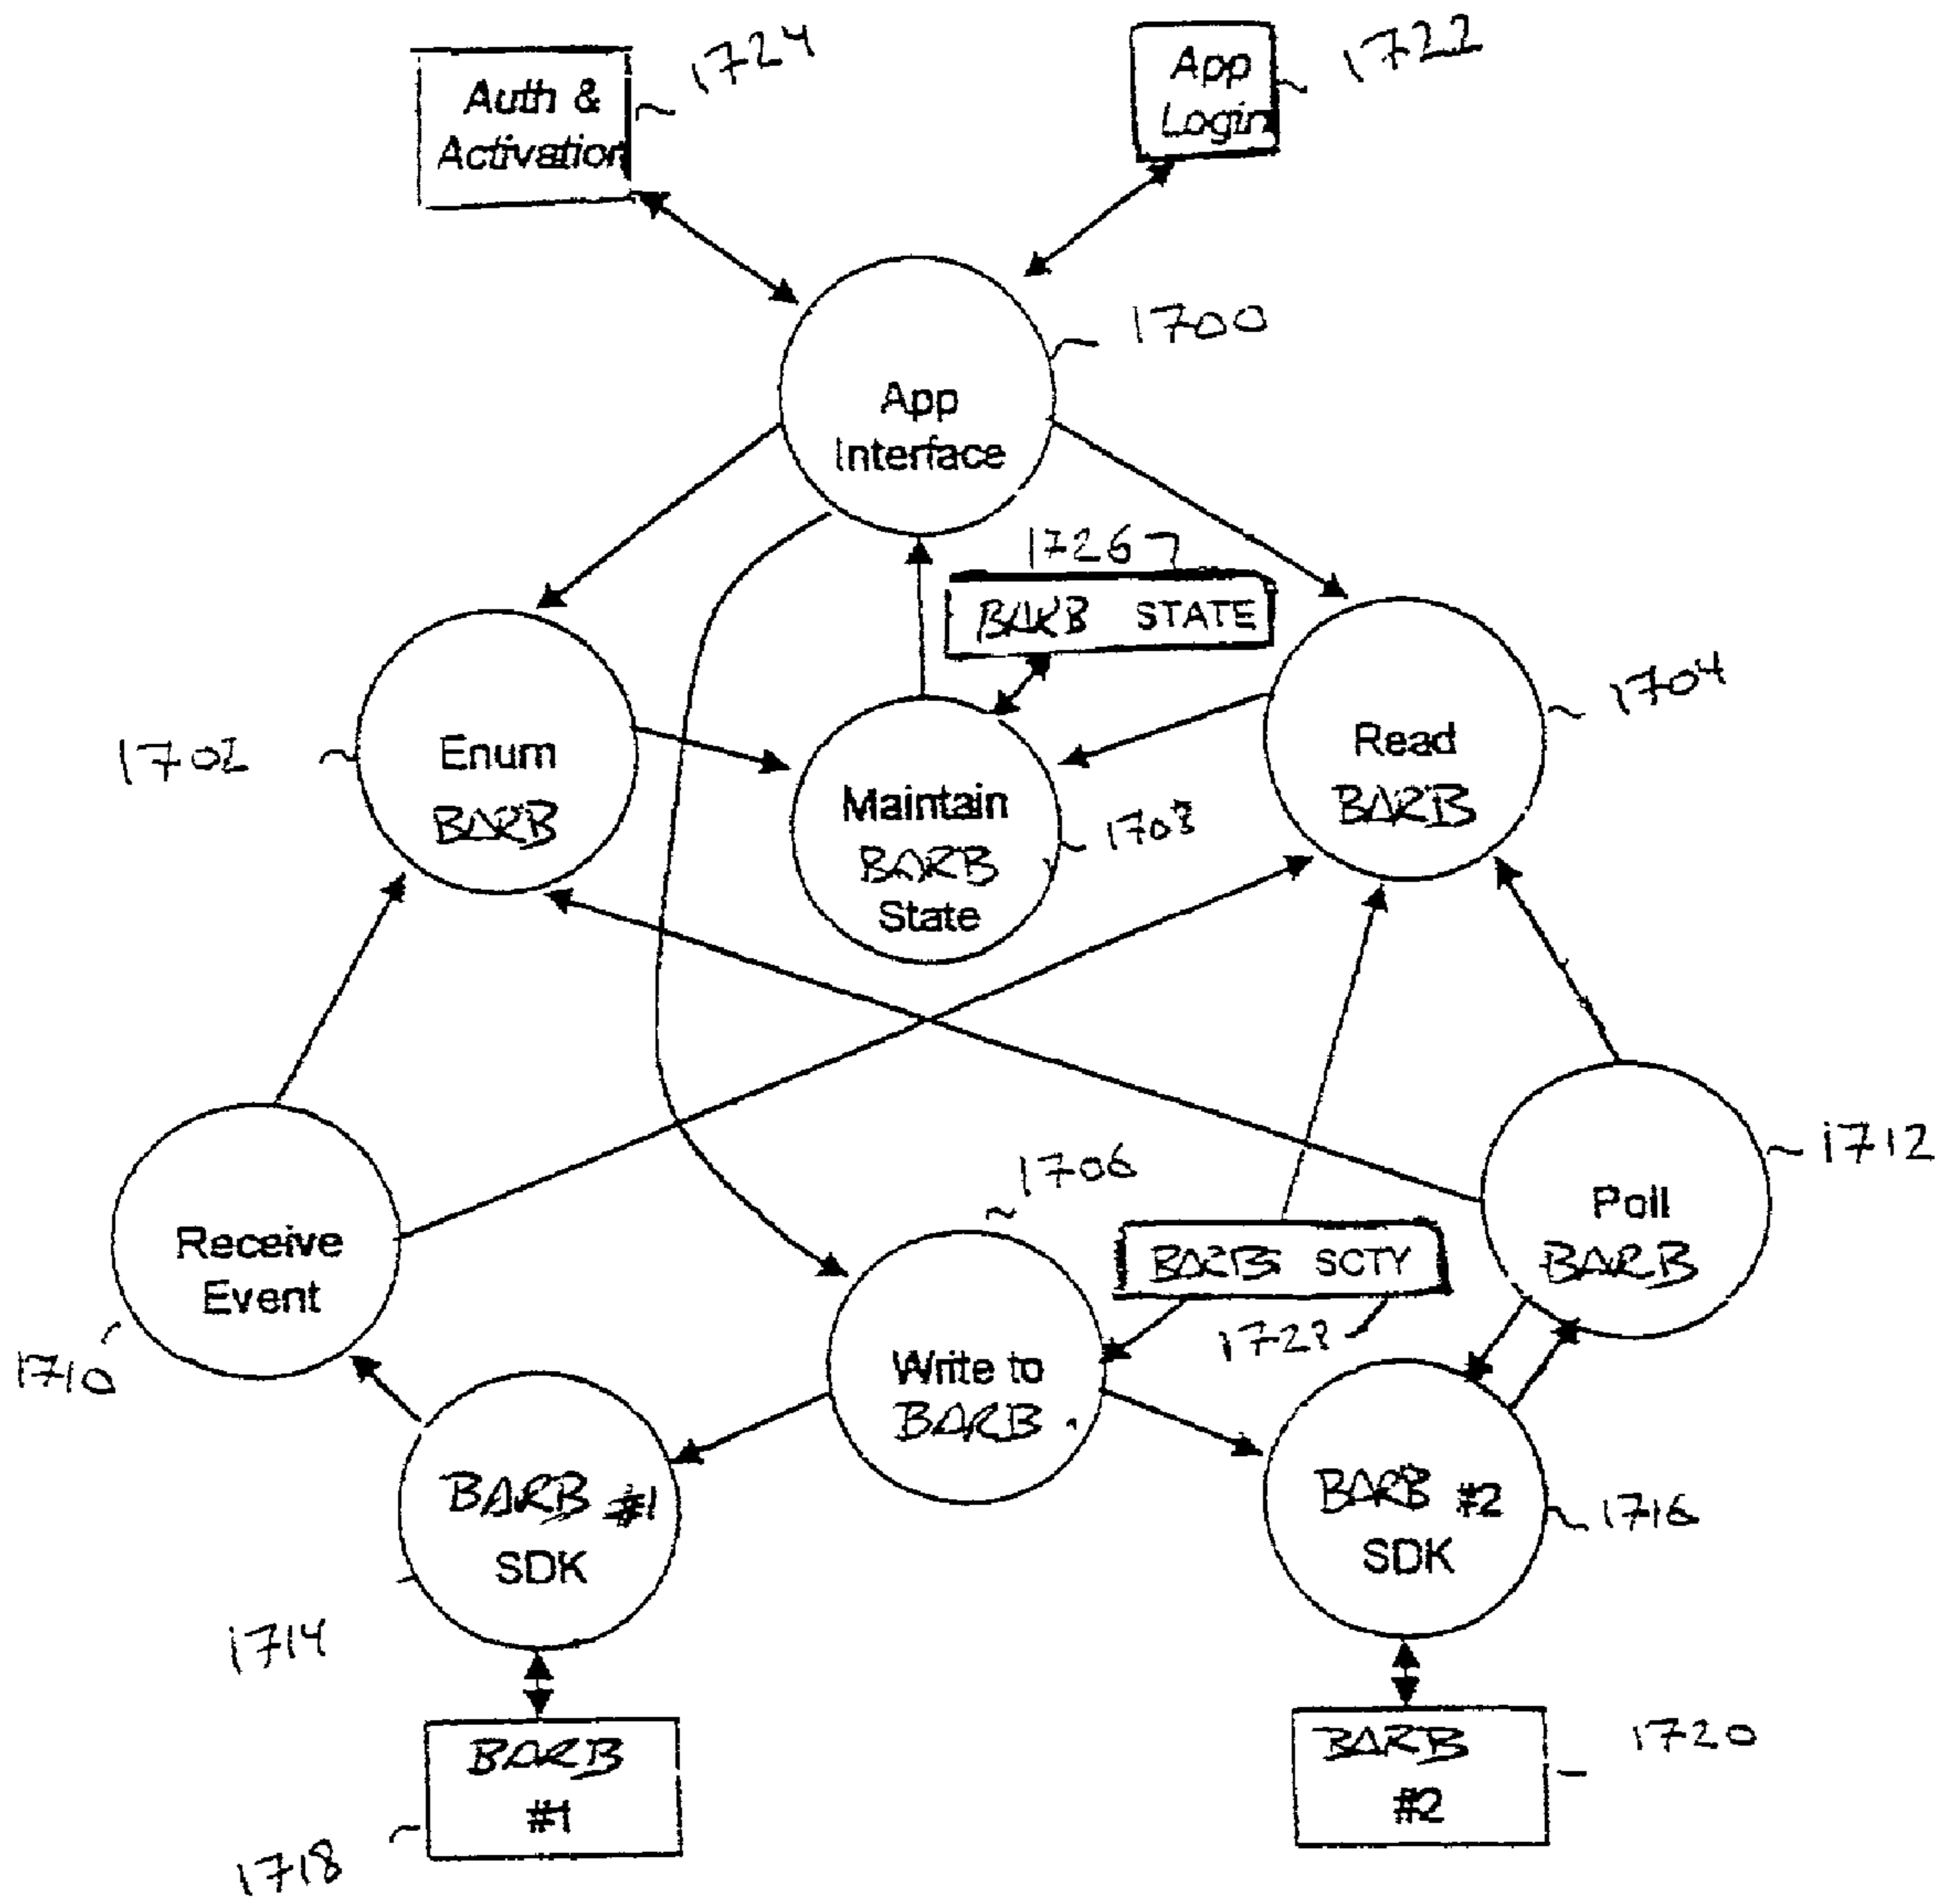 1724
1722
Auth &
Activation
App
Login
1700
App
Interface
1726
BARB STATE
1704
1702
Enum
BARB
Read
BARB
Maintain
BARB
State
1708
1712
1706
Poll
BARB
Receive
Event
BARB SCTY
1728
1710
Write to
BARB
BARB #1
SDK
BARB #2
SDK
1716
1714
BARB
#1
BARB
#2
1720
1718